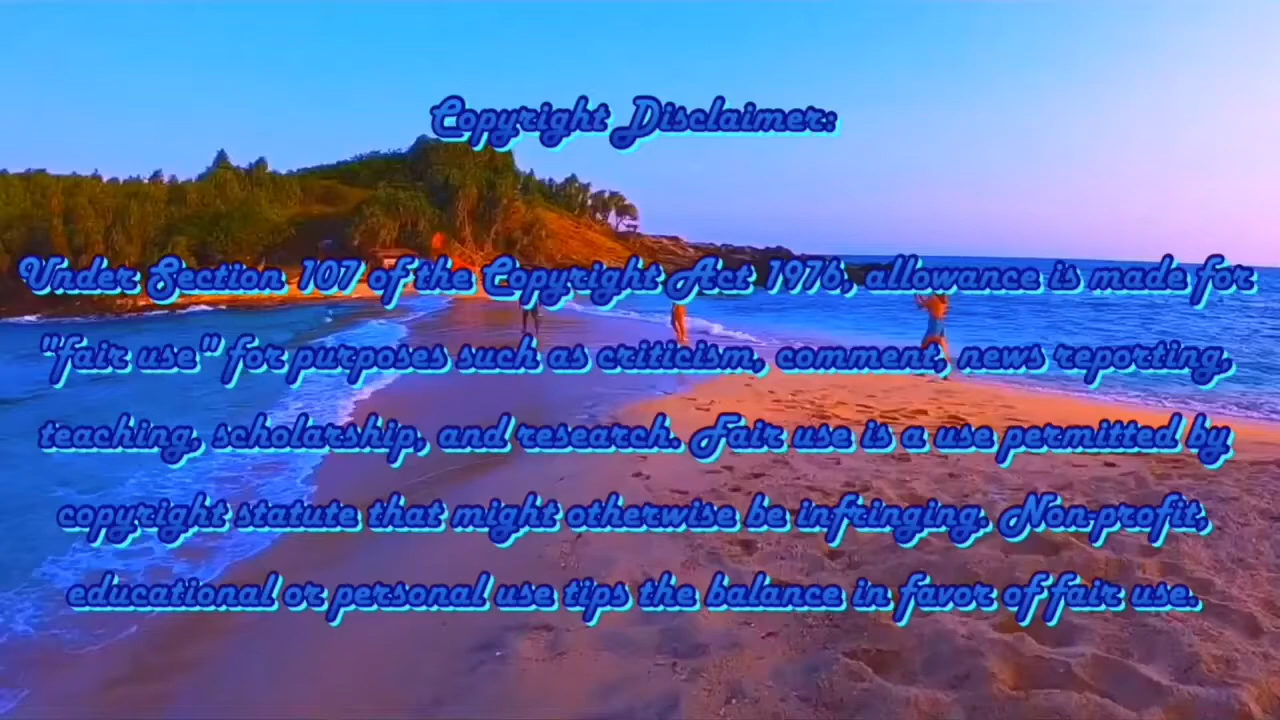 Copyright Disclaimer:
Under Section 107 of the Copyright Act 1976, allowance is made for
"fair use" for purposes such as criticism, comment, news reporting,
teaching, scholarship, and research. Fair use is a use permitted by
copyright statute that might otherwise be infringing. Non-profit,
educational or personal use tips the balance in favor of fair use.